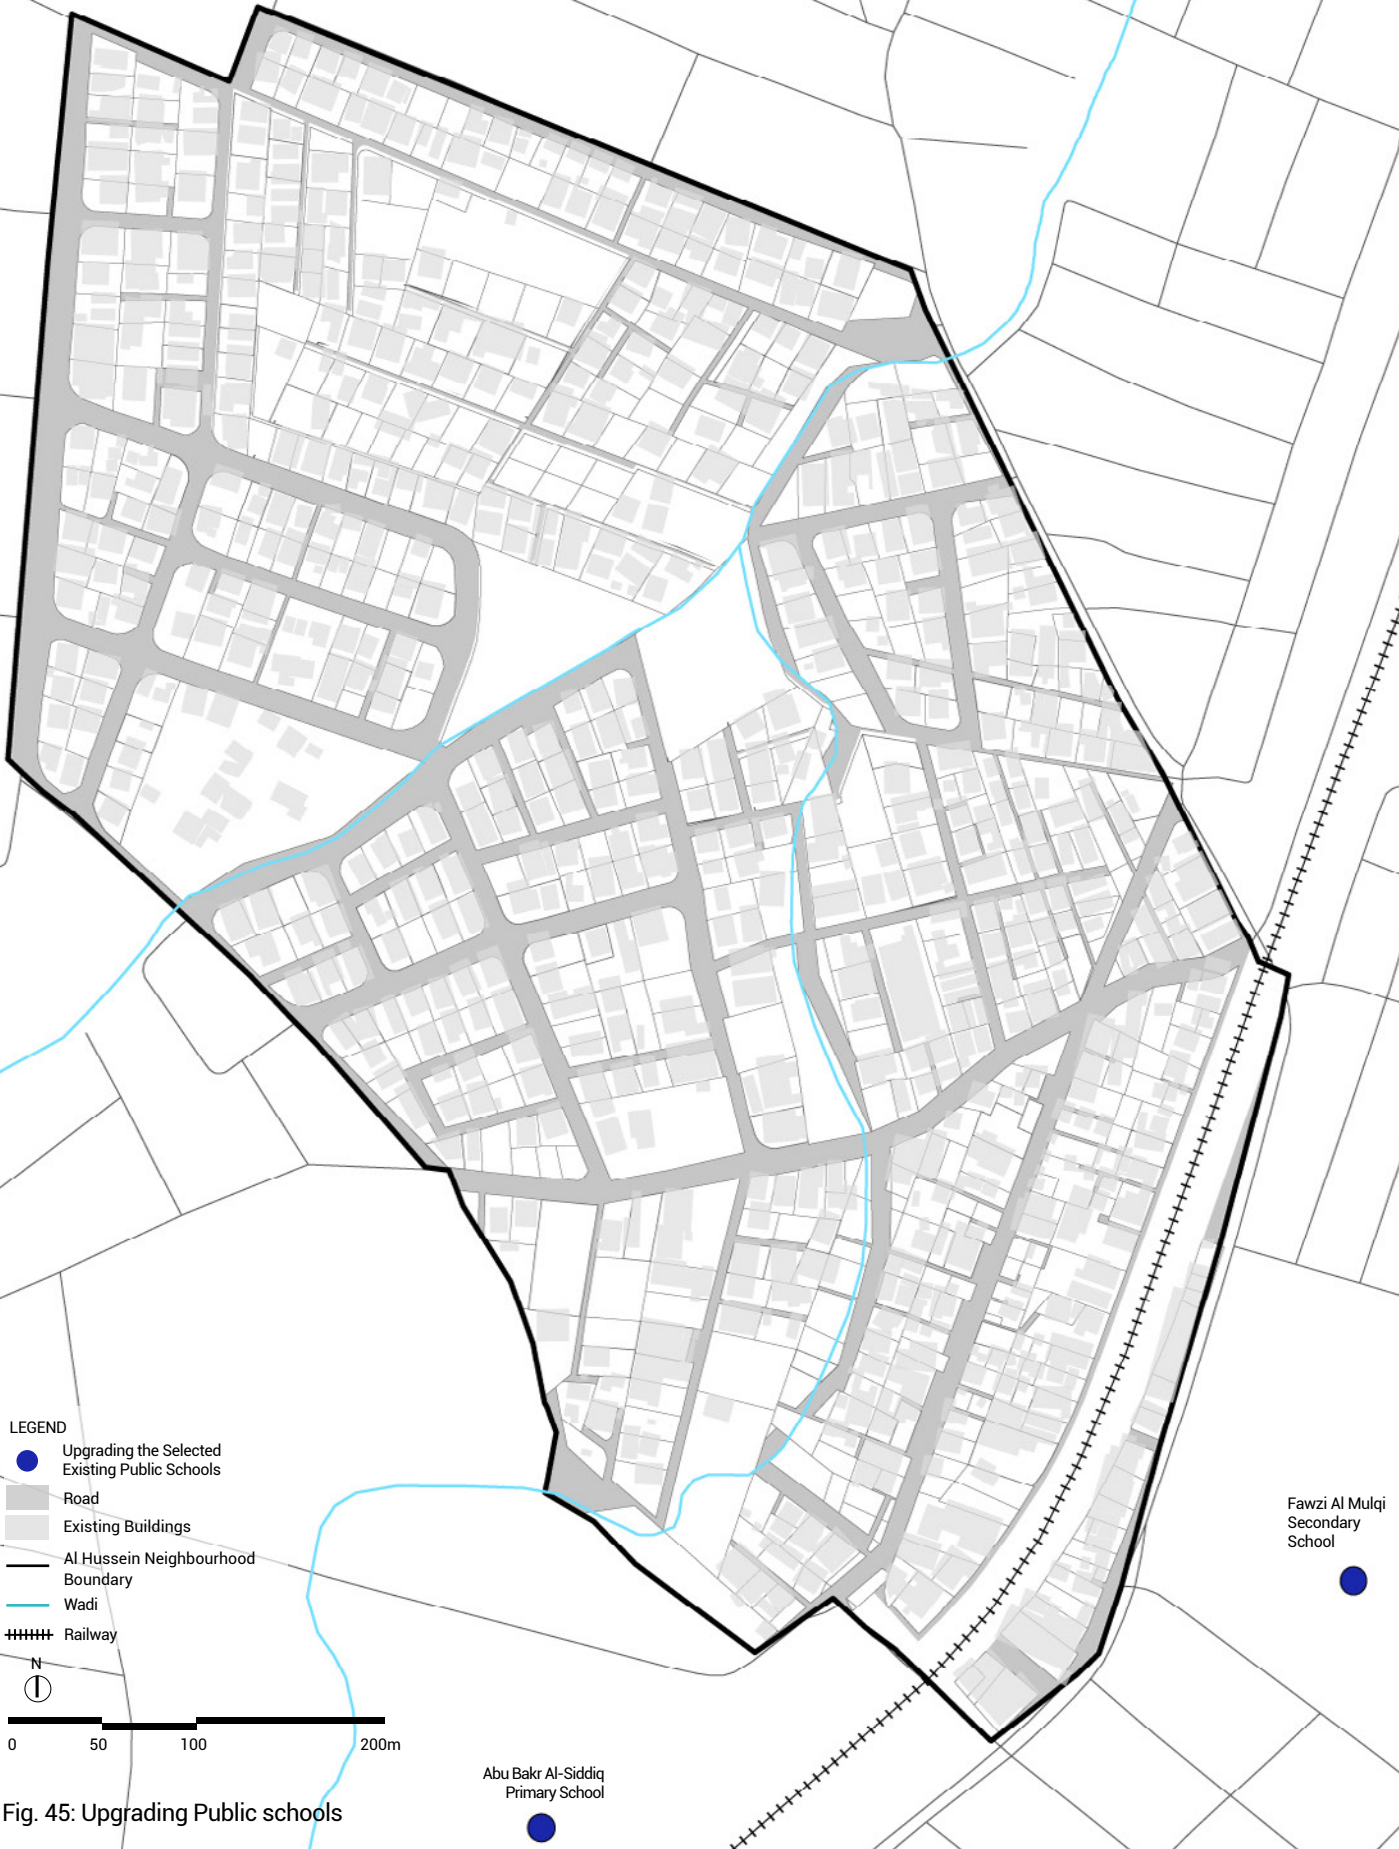 LEGEND
Upgrading the Selected
Existing Public Schools
Road
Existing Buildings
Al Hussein Neighbourhood
Boundary
Wadi
Railway
N
0 50 100 200m
Fig. 45: Upgrading Public schools
Abu Bakr Al-Siddiq
Primary School
Fawzi Al Mulqi
Secondary
School